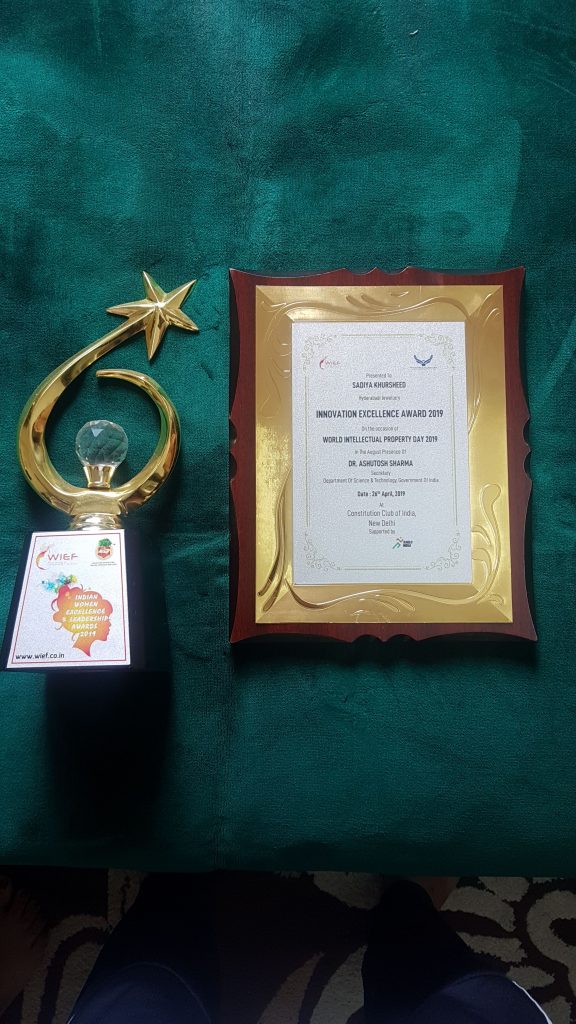 WIEF
INDIAN
WOMEN
EXCELLENCE
& LEADERSHIP
AWARDS
2019
www.wief.co.in
WIEF
Presented to
SADIYA KHURSHEED
Hyderabadi Jewellery
INNOVATION EXCELLENCE AWARD 2019
On the occasion of
WORLD INTELLECTUAL PROPERTY DAY 2019
In The August Presence Of
DR. ASHUTOSH SHARMA
Secretary
Department Of Science & Technology, Government Of India
Date : 26th April, 2019
At
Constitution Club of India,
New Delhi
Supported by